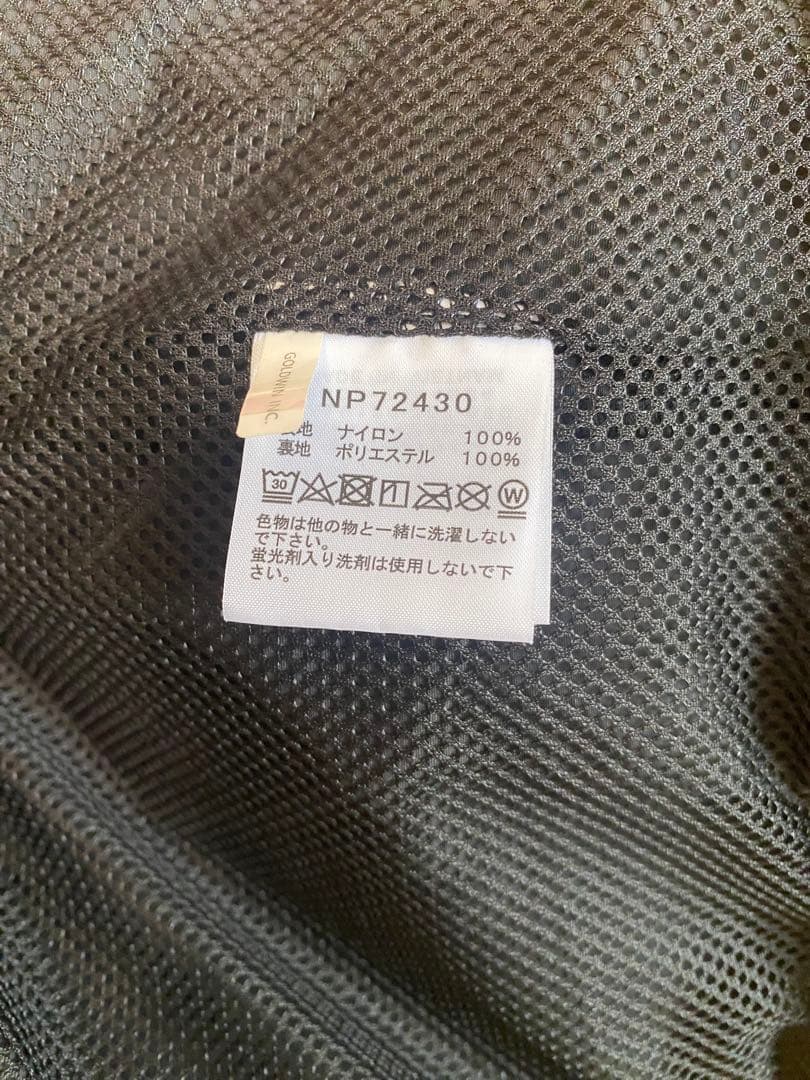 GOLDWIN INC.
NP72430
地 ナイロン 100%
裏地 ポリエステル 100%
30
W
色物は他の物と一緒に洗濯しない
で下さい。
蛍光剤入り洗剤は使用しないで下
さい。